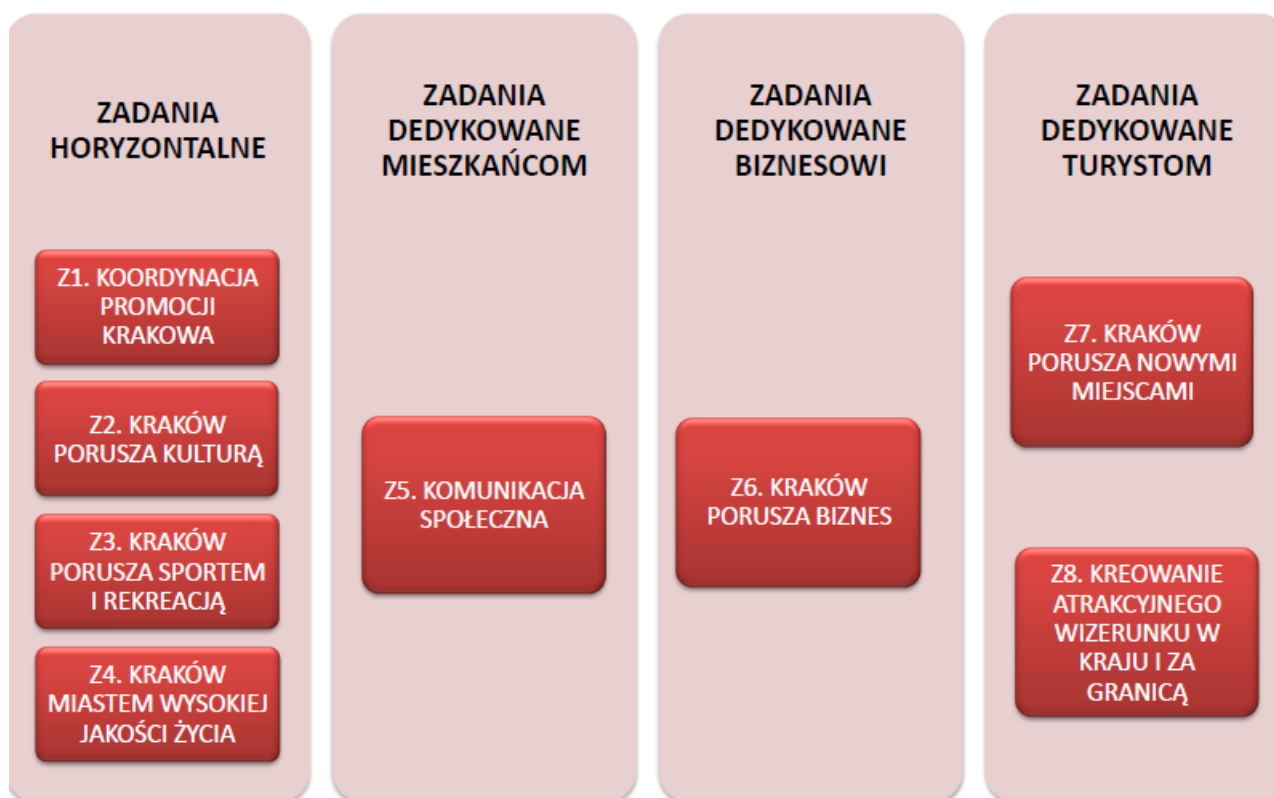 ZADANIA
HORYZONTALNE
Z1. KOORDYNACJA
PROMOCJI
KRAKOWA
Z2. KRAKÓW
PORUSZA KULTURĄ
Z3. KRAKÓW
PORUSZA SPORTEM
I REKREACJĄ
Z4. KRAKÓW
MIASTEM WYSOKIEJ
JAKOŚCI ŻYCIA
ZADANIA
DEDYKOWANE
MIESZKAŃCOM
Z5. KOMUNIKACJA
SPOŁECZNA
ZADANIA
DEDYKOWANE
BIZNESOWI
Z6. KRAKÓW
PORUSZA BIZNES
ZADANIA
DEDYKOWANE
TURYSTOM
Z7. KRAKÓW
PORUSZA NOWYMI
MIEJSCAMI
Z8. KREOWANIE
ATRAKCYJNEGO
WIZERUNKU W
KRAJU I ZA
GRANICĄ